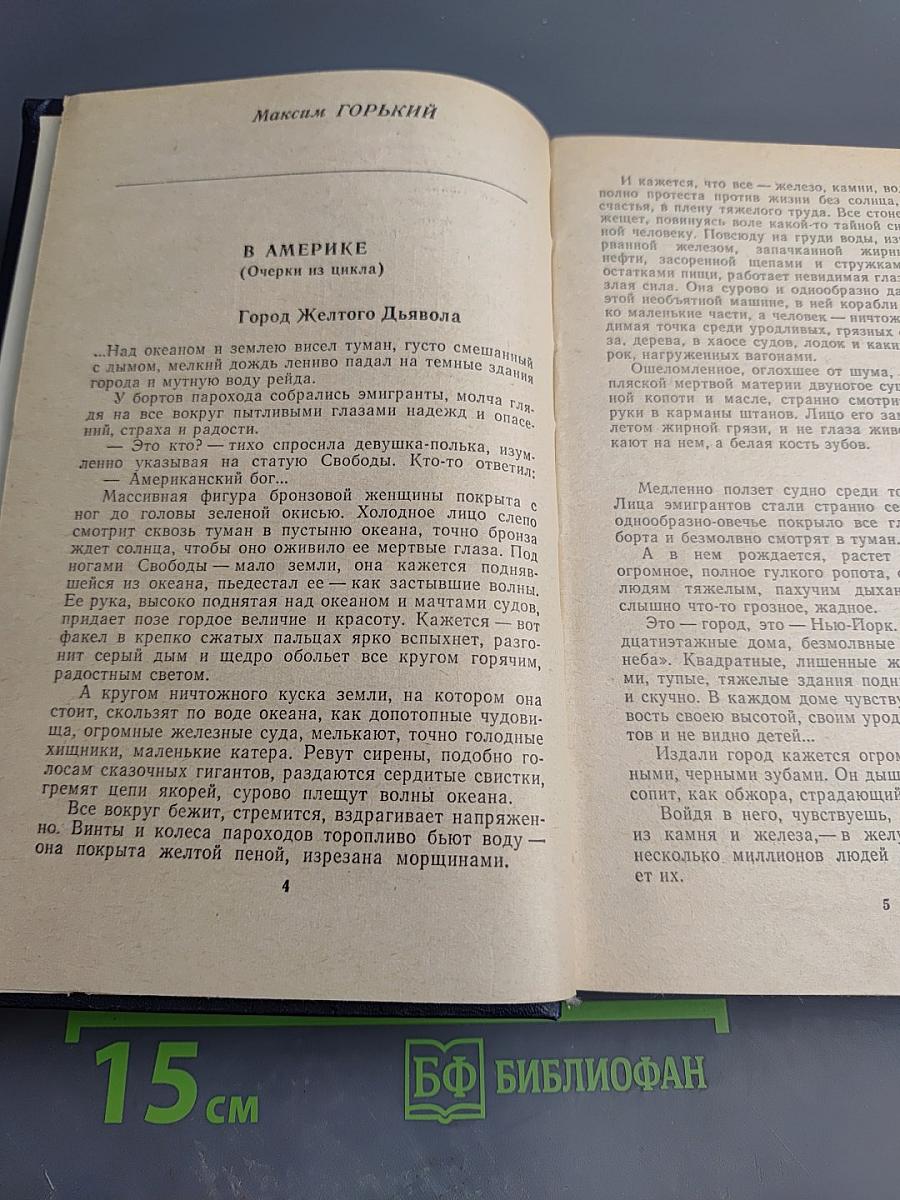 Максим ГОРЬКИЙ
В АМЕРИКЕ
(Очерки из цикла)
Город Желтого Дьявола
...Над океаном и землею висел туман, густо смешанный
с дымом, мелкий дождь лениво падал на темные здания
города и мутную воду рейда.
У бортов парохода собрались эмигранты, молча гля-
дя на все вокруг пытливыми глазами надежд и опасе-
ний, страха и радости.
— Это кто? — тихо спросила девушка-полька, изум-
ленно указывая на статую Свободы. Кто-то ответил:
— Американский бог...
Массивная фигура бронзовой женщины покрыта с
ног до головы зеленой окисью. Холодное лицо слепо
смотрит сквозь туман в пустыню океана, точно бронза
ждет солнца, чтобы оно оживило ее мертвые глаза. Под
ногами Свободы — мало земли, она кажется подняв-
шейся из океана, пьедестал ее — как застывшие волны.
Ее рука, высоко поднятая над океаном и мачтами судов,
придает позе гордое величие и красоту. Кажется — вот
факел в крепко сжатых пальцах ярко вспыхнет, разго-
нит серый дым и щедро обольет все кругом горячим,
радостным светом.
А кругом ничтожного куска земли, на котором она
стоит, скользят по воде океана, как допотопные чудови-
ща, огромные железные суда, мелькают, точно голодные
хищники, маленькие катера. Ревут сирены, подобно го-
лосам сказочных гигантов, раздаются сердитые свистки,
гремят цепи якорей, сурово плещут волны океана.
Все вокруг бежит, стремится, вздрагивает напряжен-
но. Винты и колеса пароходов торопливо бьют воду —
она покрыта желтой пеной, изрезана морщинами.
4
И кажется, что все — железо, камни, во
полно протеста против жизни без солнца,
счастья, в плену тяжелого труда. Все стоне
жещет, повинуясь воле какой-то тайной си
ной человеку. Повсюду на груди воды, из
рванной железом, запачканной жирн
нефти, засоренной щепами и стружкам
остатками пищи, работает невидимая глаз
злая сила. Она сурово и однообразно да
этой необъятной машине, в ней корабли
ко маленькие части, а человек — ничтож
димая точка среди уродливых, грязных
за, дерева, в хаосе судов, лодок и каки
рок, нагруженных вагонами.
Ошеломленное, оглохшее от шума,
пляской мертвой материи двуногое сущ
ной копоти и масле, странно смотри
руки в карманы штанов. Лицо его зам
летом жирной грязи, и не глаза живо
кают на нем, а белая кость зубов.
Медленно ползет судно среди то
Лица эмигрантов стали странно се
однообразно-овечье покрыло все гл
борта и безмолвно смотрят в туман.
А в нем рождается, растет
огромное, полное гулкого ропота,
людям тяжелым, пахучим дыхан
слышно что-то грозное, жадное.
Это — город, это — Нью-Йорк.
дцатиэтажные дома, безмолвные
неба». Квадратные, лишенные ж
ми, тупые, тяжелые здания подн
и скучно. В каждом доме чувству
вость своею высотой, своим урод
тов и не видно детей...
Издали город кажется огром
ными, черными зубами. Он дыш
сопит, как обжора, страдающий
Войдя в него, чувствуешь,
из камня и железа,— в желу
несколько миллионов людей
ет их.
5
15 см
БФ БИБЛИОФАН